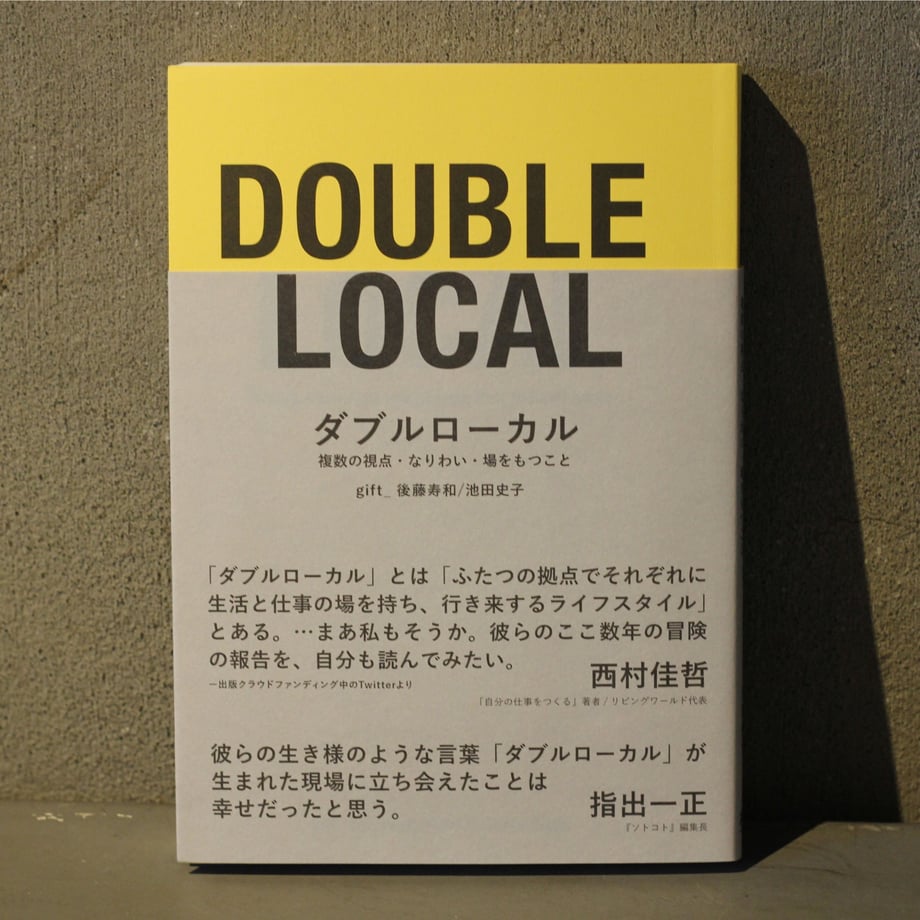 DOUBLE
LOCAL
ダブルローカル
複数の視点・なりわい・場をもつこと
gift_ 後藤寿和/池田史子
「ダブルローカル」とは「ふたつの拠点でそれぞれに
生活と仕事の場を持ち、行き来するライフスタイル」
とある。…まあ私もそうか。彼らのここ数年の冒険
の報告を、自分も読んでみたい。
西村佳哲
ー出版クラウドファンディング中のTwitterより
「自分の仕事をつくる」著者 / リビングワールド代表
彼らの生き様のような言葉「ダブルローカル」が
生まれた現場に立ち会えたことは
幸せだったと思う。
指出一正
『ソトコト』編集長